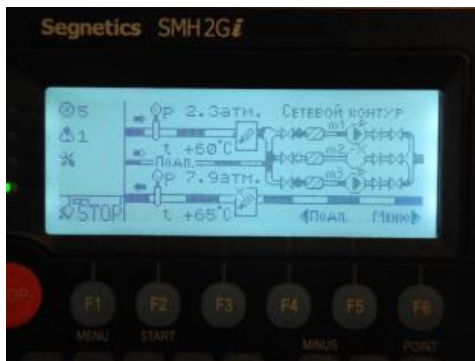 Segnetics SMH2Gi
5
P 2.3атм.
Сетевой контур
m1
1
t +60°C
m2
Подп.
P 7.9атм.
m3
STOP
t +65°C
Подп.
Меню
F1
F2
F3
F4
F5
F6
MENU
START
MINUS
POINT